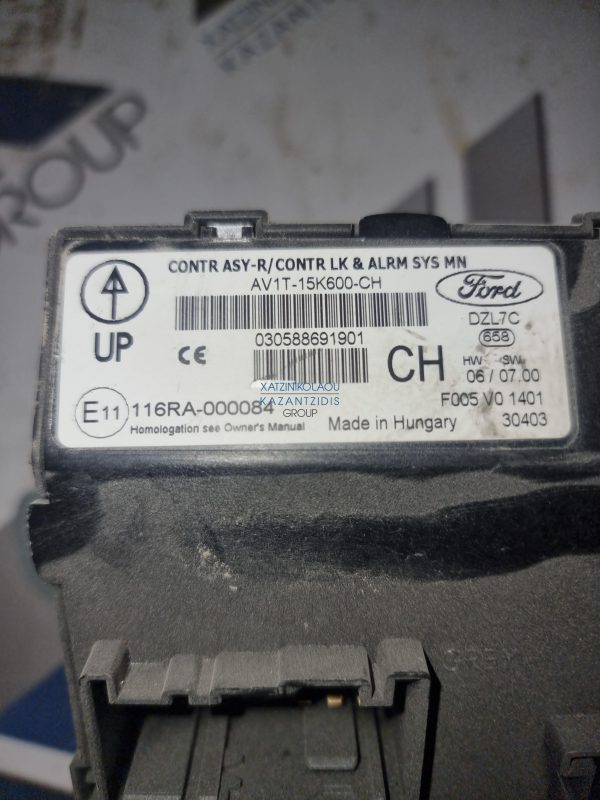 ΧΑΤΖΙΝΙΚΟΛΑΟΥ
KAZANTZIDIS
GROUP
CONTR ASY-R/CONTR LK & ALRM SYS MN
AV1T-15K600-CH
Ford
UP
CE
030588691901
CH
DZL7C
658
HW SW
06 / 07.00
E11 116RA-000084
XATZINIKOLAOU
KAZANTZIDIS
GROUP
F005 V0 1401
Homologation see Owner's Manual
Made in Hungary
30403
GREY